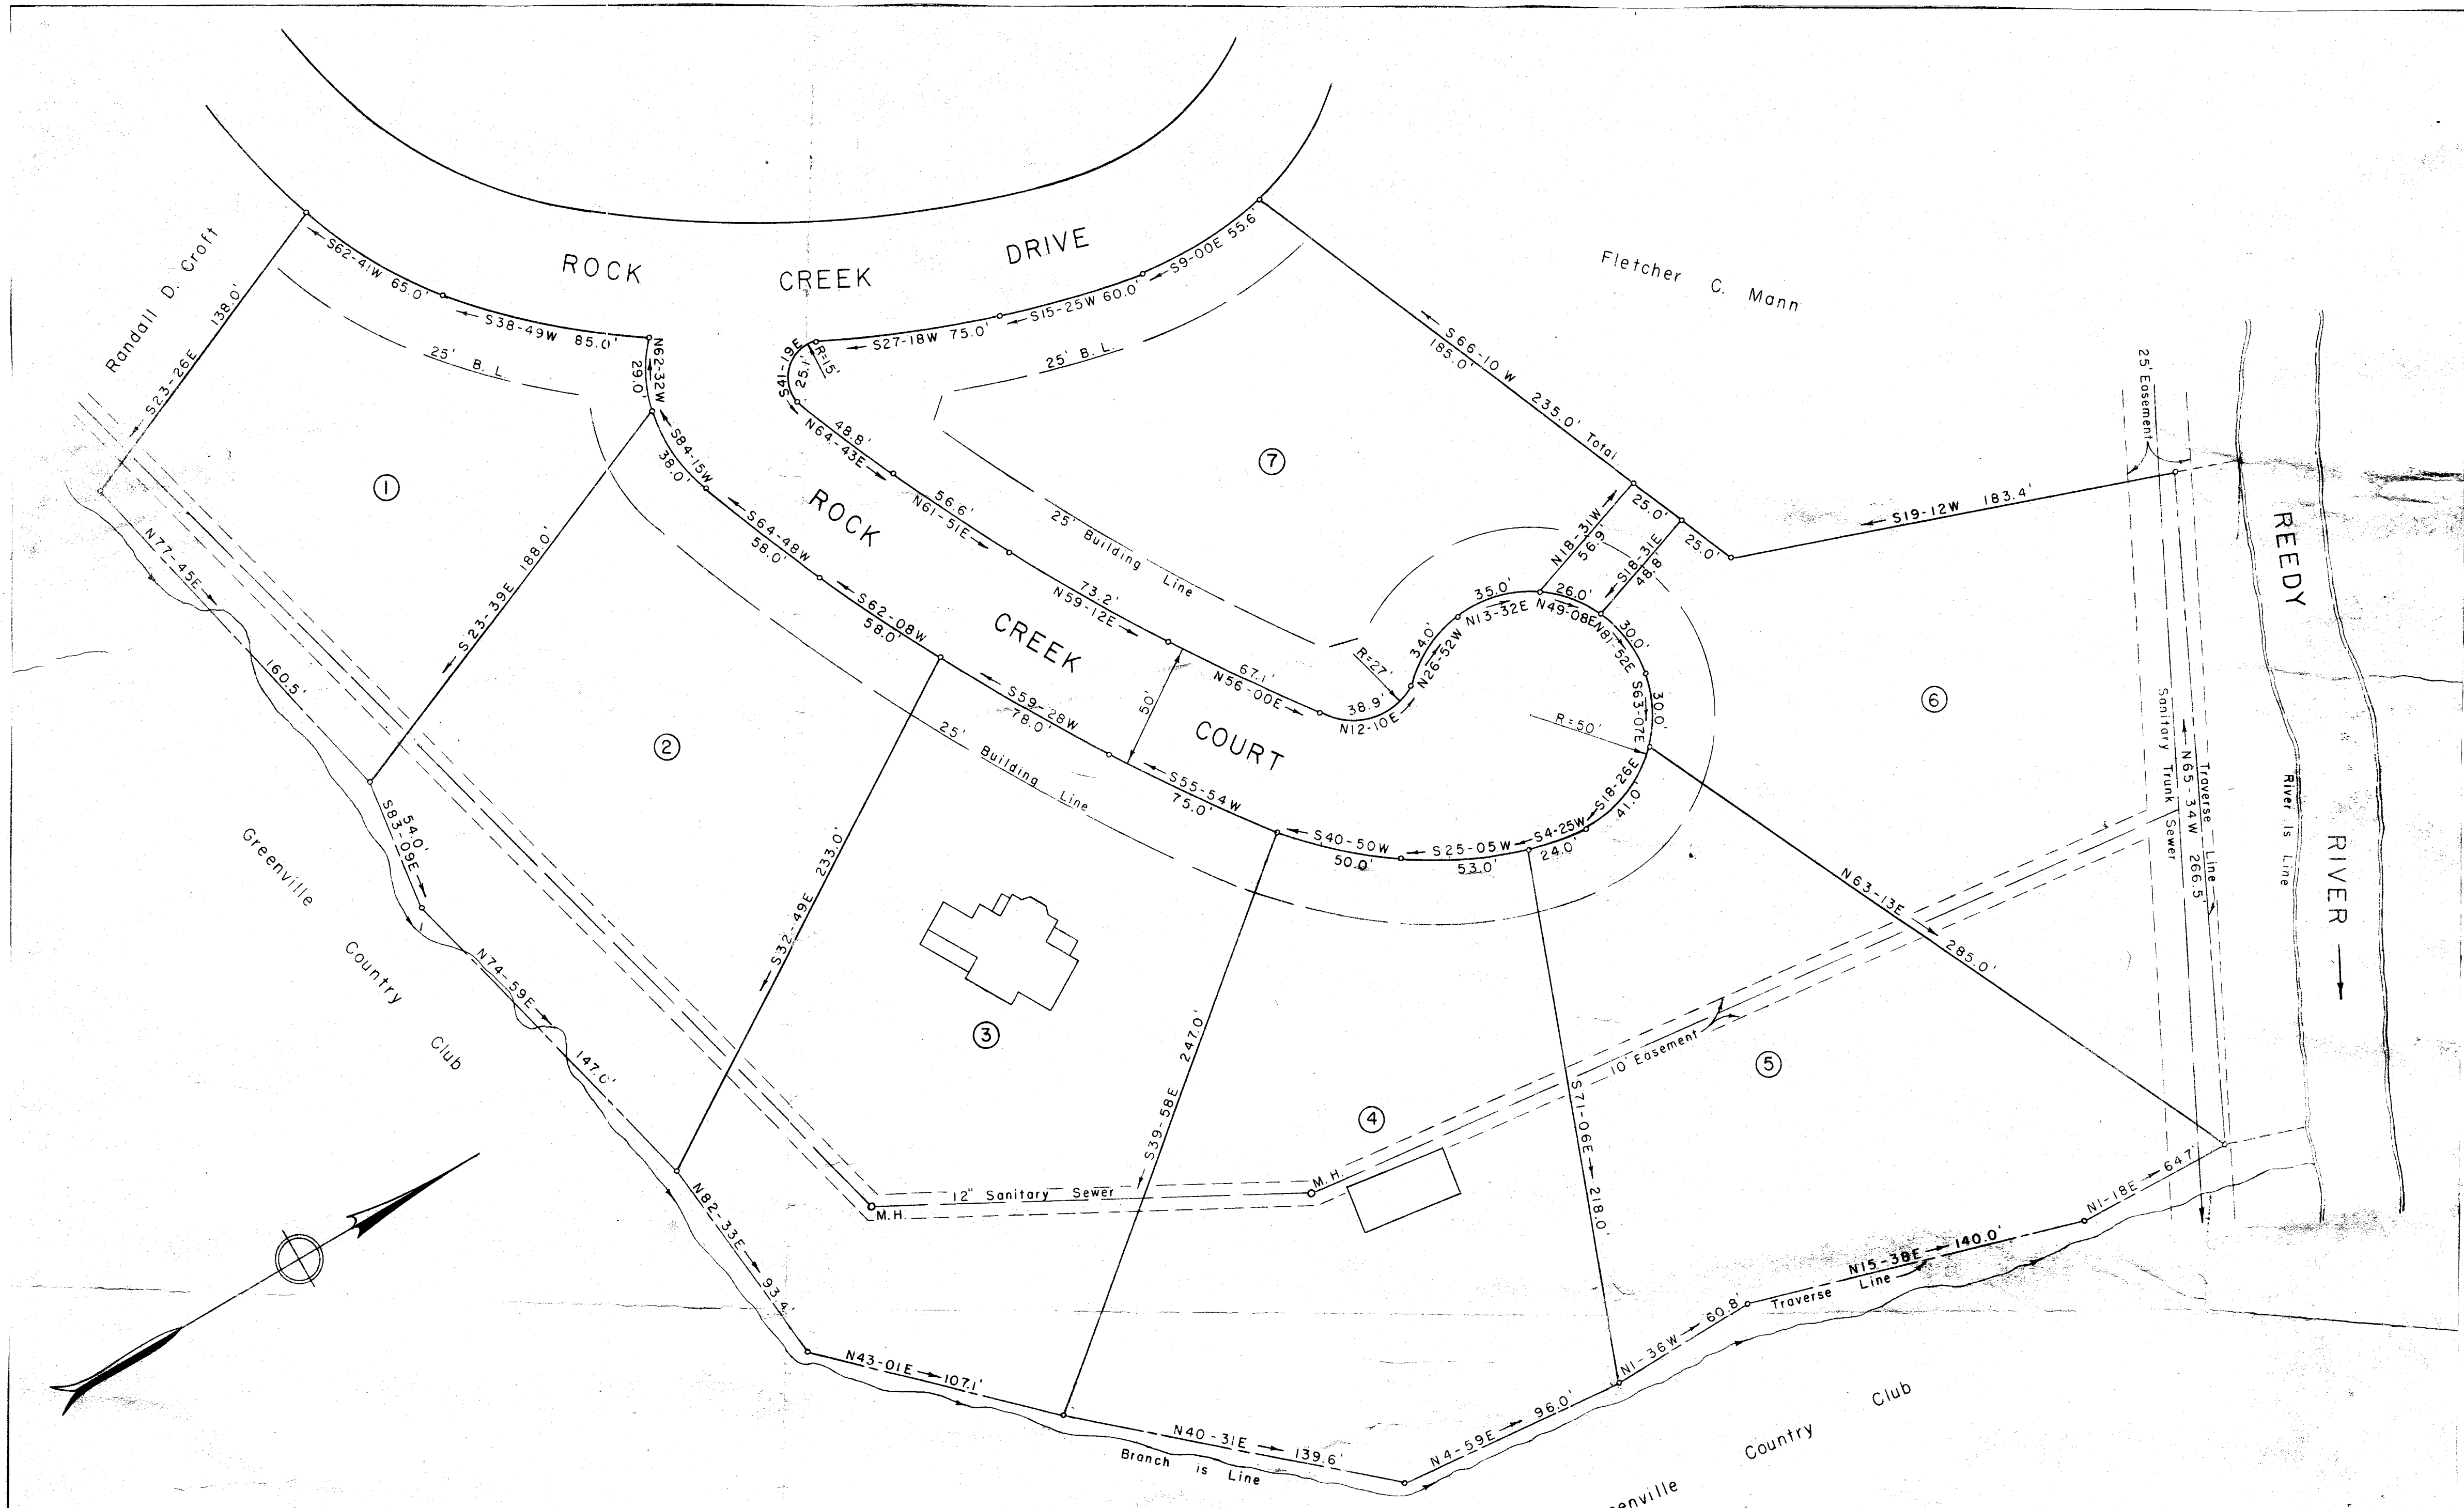 ROCK CREEK DRIVE
Randall D. Croft
Fletcher C. Mann
S62-41W 65.0'
S38-49W 85.0'
25' B. L.
N62-32W
29.0'
S41-19E
25.1'
R=15'
S27-18W 75.0'
S15-25W 60.0'
S9-00E 55.6'
25' B. L.
S66-10 W 235.0' Total
185.0'
25.0'
25.0'
S19-12W 183.4'
25' Easement
S23-26E 138.0'
①
N77-45E
160.5'
S23-39E 188.0'
S84-15W
38.0'
S64-48W
58.0'
S62-08W
58.0'
S59-28W
78.0'
S55-54W
75.0'
S40-50W
50.0'
S25-05W
53.0'
S4-25W
24.0'
S18-26E
41.0'
S63-07E
30.0'
N81-52E
30.0'
N49-08E
26.0'
N13-32E
35.0'
N26-52W
34.0'
R=27'
38.9'
N12-10E
67.1'
N56-00E
73.2'
N59-12E
56.6'
N61-51E
48.8'
N64-43E
ROCK CREEK COURT
50'
R=50'
25' Building Line
25' Building Line
⑦
N18-31W
56.9
S18-31E
48.8
⑥
REEDY RIVER
River is Line
Sanitary Trunk Sewer
N65-34W 266.5'
Traverse Line
②
54.0'
S83-09E
Greenville Country Club
N74-59E
147.0'
S32-49E 233.0'
③
S39-58E 247.0'
④
S71-06E 218.0'
⑤
N63-13E 285.0'
10' Easement
12" Sanitary Sewer
M.H.
M.H.
N82-33E 93.4'
N43-01E 107.1'
N40-31E 139.6'
Branch is Line
N4-59E 96.0'
N1-36W 60.8'
N15-38E 140.0'
Traverse Line
N1-18E 64.7'
enville Country Club